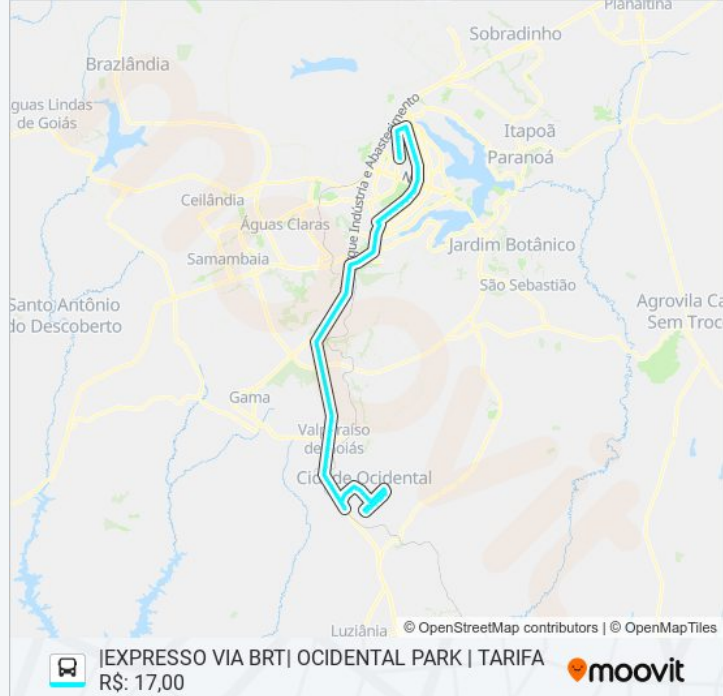 Planaltina
Sobradinho
Brazlândia
guas Lindas
de Goiás
que Indústria e Abastecimento
Itapoã
Paranoá
Ceilândia
Águas Claras
Samambaia
Jardim Botânico
São Sebastião
Santo Antônio
do Descoberto
Agrovila Ca
Sem Troc
Gama
Valparaíso
de Goiás
Cidade Ocidental
Luziânia
© OpenStreetMap contributors | © OpenMapTiles
|EXPRESSO VIA BRT| OCIDENTAL PARK | TARIFA
R$: 17,00
moovit